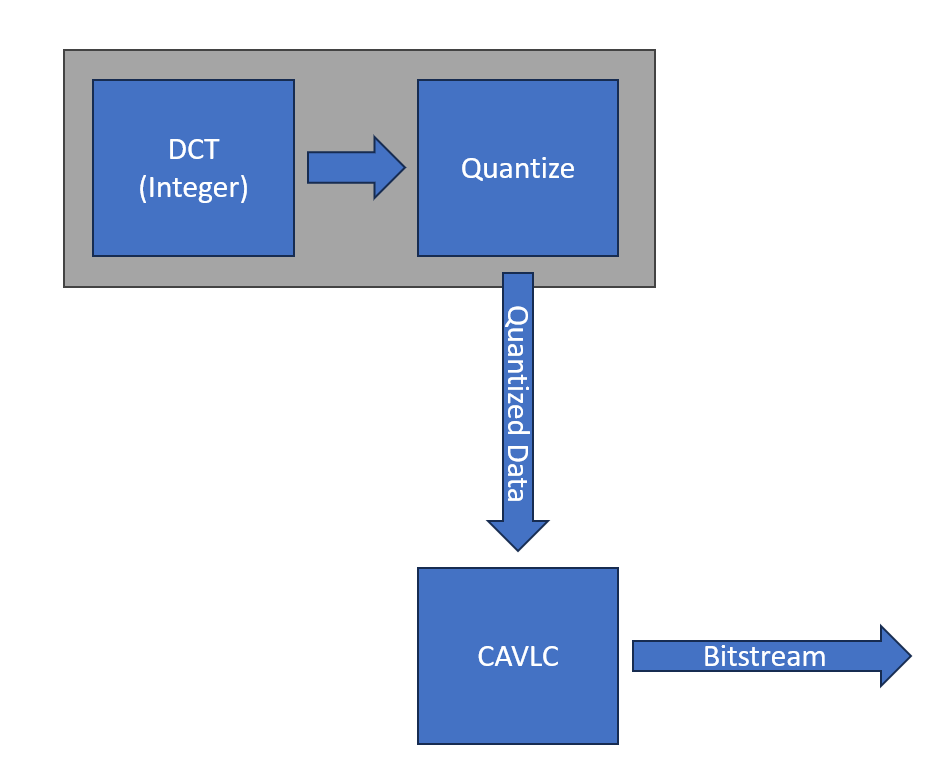 DCT
(Integer)
Quantize
Quantized Data
CAVLC
Bitstream